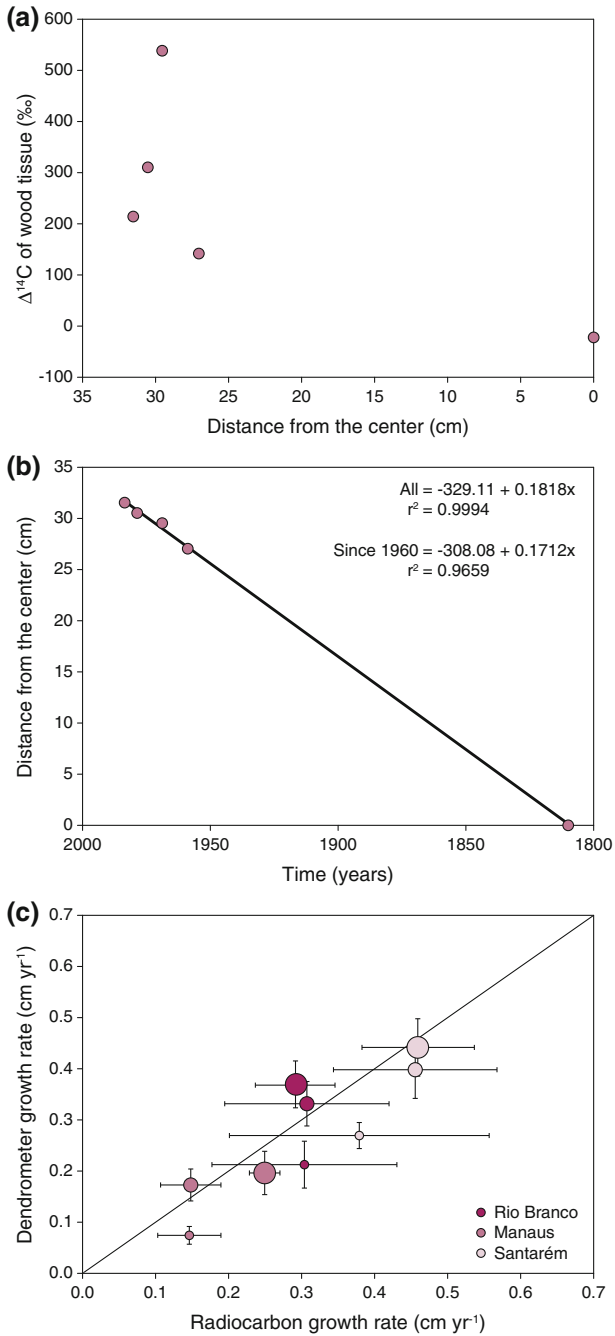 (a)
600
500
400
300
200
100
0
-100
Δ¹⁴C of wood tissue (‰)
35 30 25 20 15 10 5 0
Distance from the center (cm)
(b)
35
30
25
20
15
10
5
0
Distance from the center (cm)
All = -329.11 + 0.1818x
r² = 0.9994
Since 1960 = -308.08 + 0.1712x
r² = 0.9659
2000 1950 1900 1850 1800
Time (years)
(c)
0.7
0.6
0.5
0.4
0.3
0.2
0.1
0.0
Dendrometer growth rate (cm yr⁻¹)
Rio Branco
Manaus
Santarém
0.0 0.1 0.2 0.3 0.4 0.5 0.6 0.7
Radiocarbon growth rate (cm yr⁻¹)